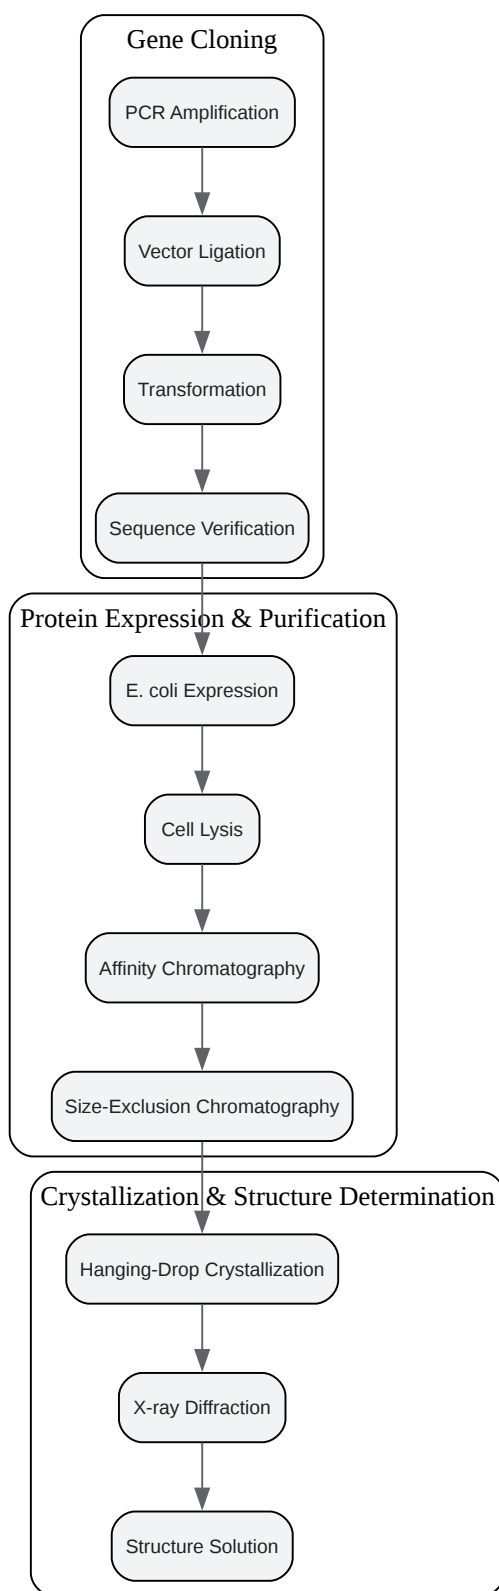 Gene Cloning
PCR Amplification
Vector Ligation
Transformation
Sequence Verification
Protein Expression & Purification
E. coli Expression
Cell Lysis
Affinity Chromatography
Size-Exclusion Chromatography
Crystallization & Structure Determination
Hanging-Drop Crystallization
X-ray Diffraction
Structure Solution